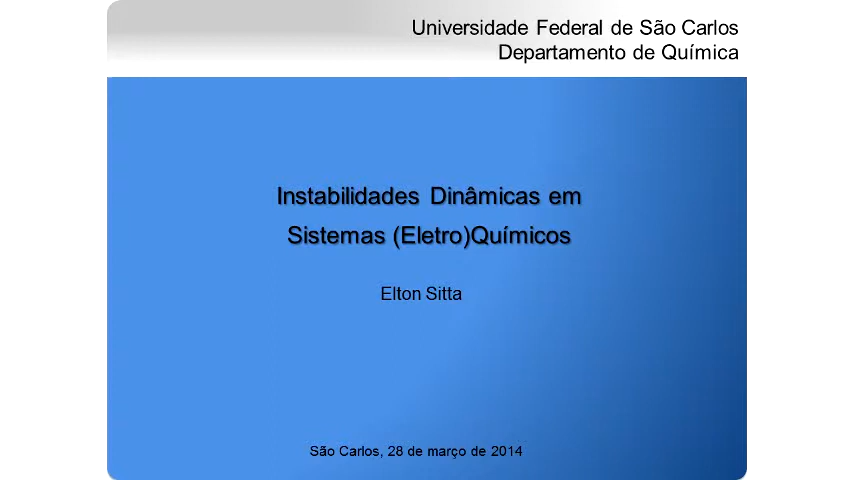 Universidade Federal de São Carlos
Departamento de Química
Instabilidades Dinâmicas em
Sistemas (Eletro)Químicos
Elton Sitta
São Carlos, 28 de março de 2014